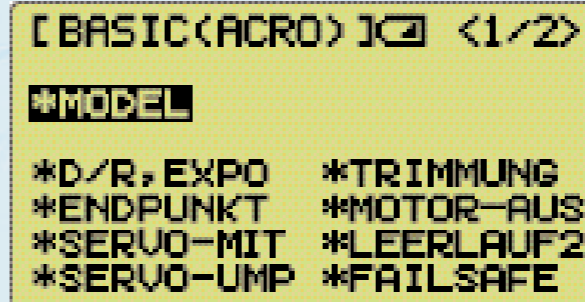 [BASIC(ACRO)] <1/2>
*MODEL
*D/R,EXPO *TRIMMUNG
*ENDPUNKT *MOTOR-AUS
*SERVO-MIT *LEERLAUF2
*SERVO-UMP *FAILSAFE